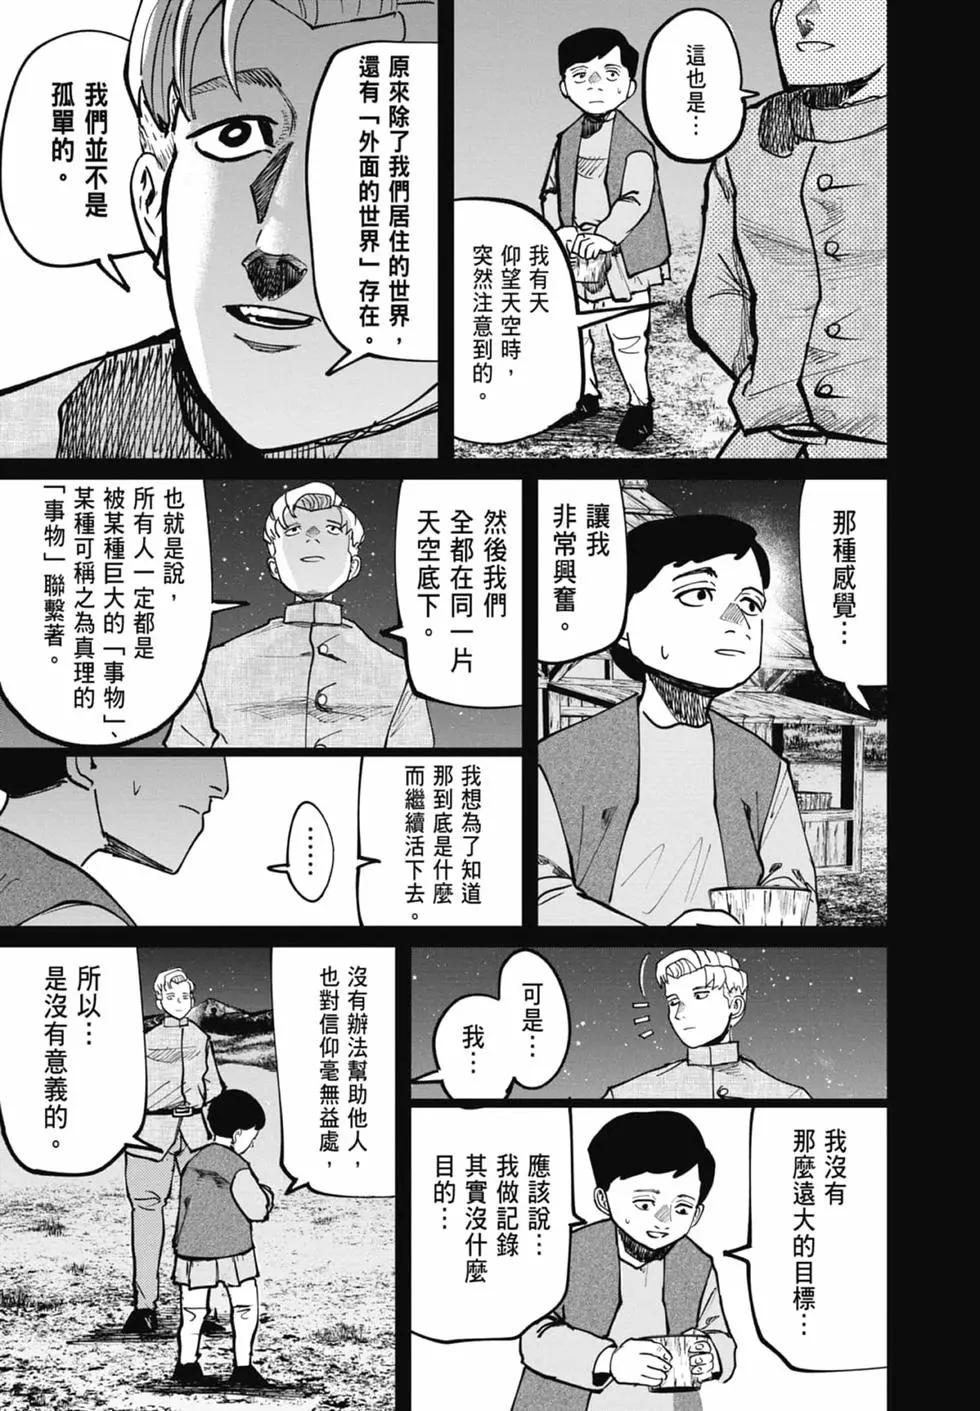 這也是…
我有天
仰望天空時，
突然注意到的。
原來除了我們居住的世界，
還有「外面的世界」存在。
我們並不是
孤單的。
那種感覺…
讓我
非常興奮。
然後我們
全都在同一片
天空底下。
也就是說，
所有人一定都是
被某種巨大的「事物」、
某種可稱之為真理的
「事物」聯繫著。
我想為了知道
那到底是什麼
而繼續活下去。
……
可是…
我…
我沒有
那麼遠大的目標…
應該說…
我做記錄
其實沒什麼
目的…
沒有辦法幫助他人，
也對信仰毫無益處，
所以…
是沒有意義的。